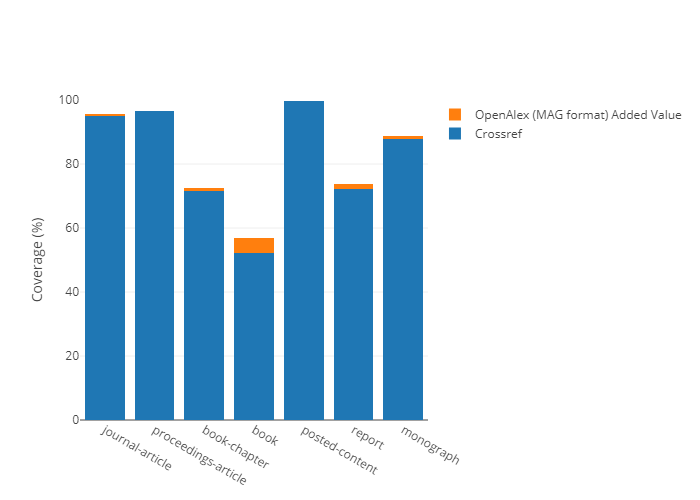 OpenAlex (MAG format) Added Value
Crossref
Coverage (%)
100
80
60
40
20
0
journal-article
proceedings-article
book-chapter
book
posted-content
report
monograph